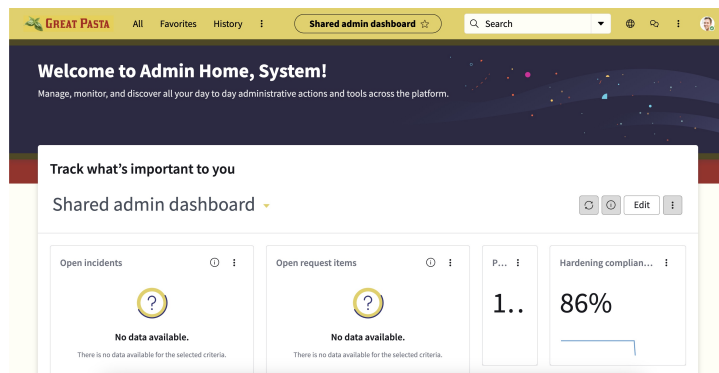 GREAT PASTA All Favorites History Shared admin dashboard Search
Welcome to Admin Home, System!
Manage, monitor, and discover all your day to day administrative actions and tools across the platform.
Track what's important to you
Shared admin dashboard Edit
Open incidents Open request items P... Hardening complian...
? ? 1.. 86%
No data available. No data available.
There is no data available for the selected criteria. There is no data available for the selected criteria.